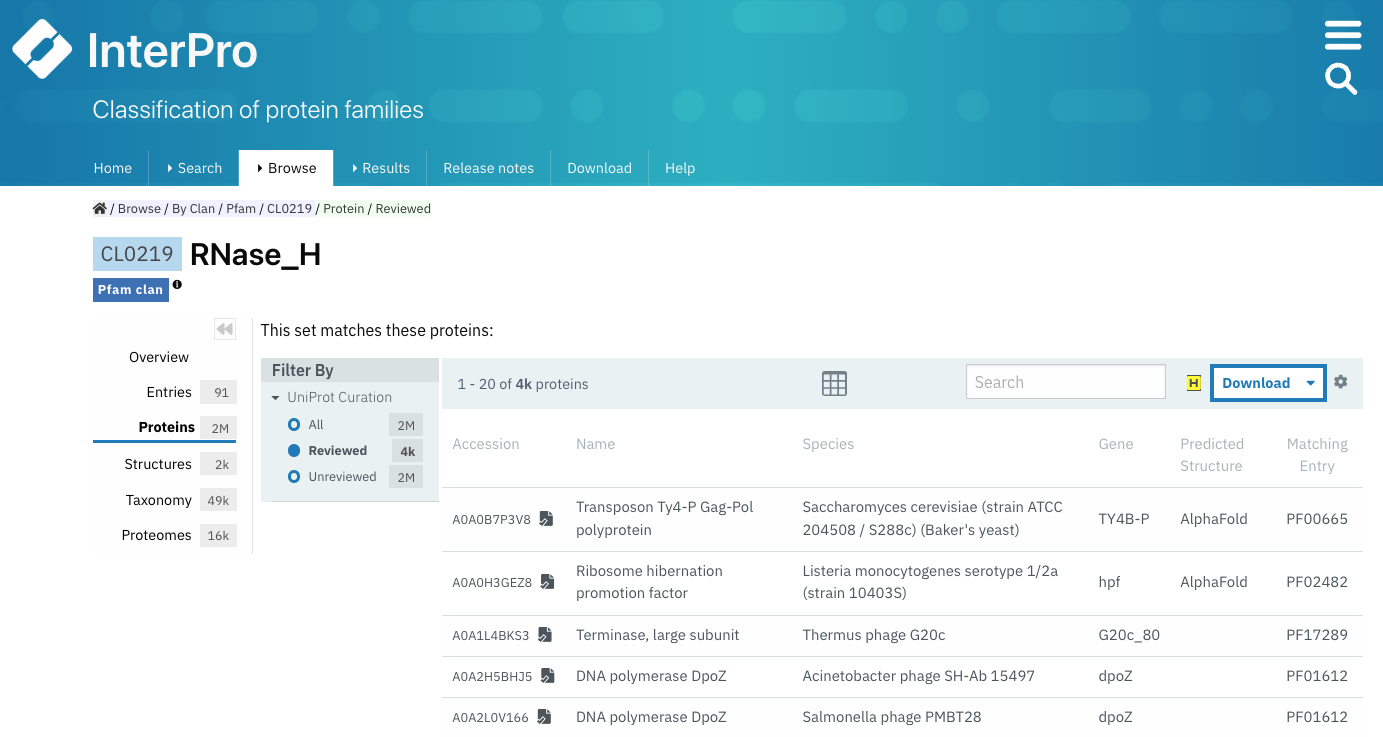 InterPro
Classification of protein families
Home Search Browse Results Release notes Download Help
/ Browse / By Clan / Pfam / CL0219 / Protein / Reviewed
CL0219 RNase_H
Pfam clan
Overview
Entries 91
Proteins 2M
Structures 2k
Taxonomy 49k
Proteomes 16k
This set matches these proteins:
Filter By
UniProt Curation
All 2M
Reviewed 4k
Unreviewed 2M
1 - 20 of 4k proteins Search H Download
Accession Name Species Gene Predicted Structure Matching Entry
A0A0B7P3V8 Transposon Ty4-P Gag-Pol polyprotein Saccharomyces cerevisiae (strain ATCC 204508 / S288c) (Baker's yeast) TY4B-P AlphaFold PF00665
A0A0H3GEZ8 Ribosome hibernation promotion factor Listeria monocytogenes serotype 1/2a (strain 10403S) hpf AlphaFold PF02482
A0A1L4BKS3 Terminase, large subunit Thermus phage G20c G20c_80 PF17289
A0A2H5BHJ5 DNA polymerase DpoZ Acinetobacter phage SH-Ab 15497 dpoZ PF01612
A0A2L0V166 DNA polymerase DpoZ Salmonella phage PMBT28 dpoZ PF01612